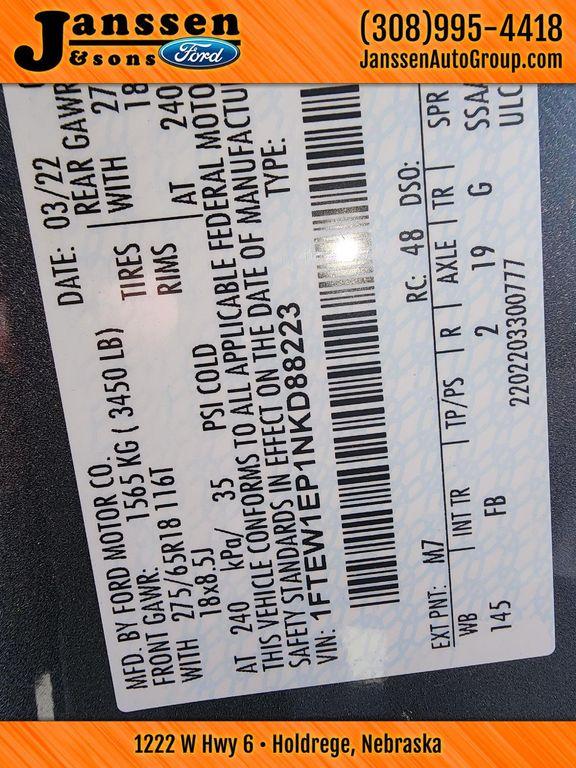 Janssen
& sons Ford
(308)995-4418
JanssenAutoGroup.com
MFD. BY FORD MOTOR CO.
DATE: 03/22
FRONT GAWR: 1565 KG ( 3450 LB)
REAR GAWR
WITH 275/65R18 116T TIRES
WITH 27
18x8.5J RIMS
18
AT 240 kPa/ 35 PSI COLD
AT 240
THIS VEHICLE CONFORMS TO ALL APPLICABLE FEDERAL MOTO
SAFETY STANDARDS IN EFFECT ON THE DATE OF MANUFACTU
VIN: 1FTEW1EP1NKD88223
TYPE:
EXT PNT: M7 RC: 48 DSO:
WB INT TR TP/PS R AXLE TR SPR
145 FB 2 19 G SSAA
2202203300777 ULC
1222 W Hwy 6 • Holdrege, Nebraska